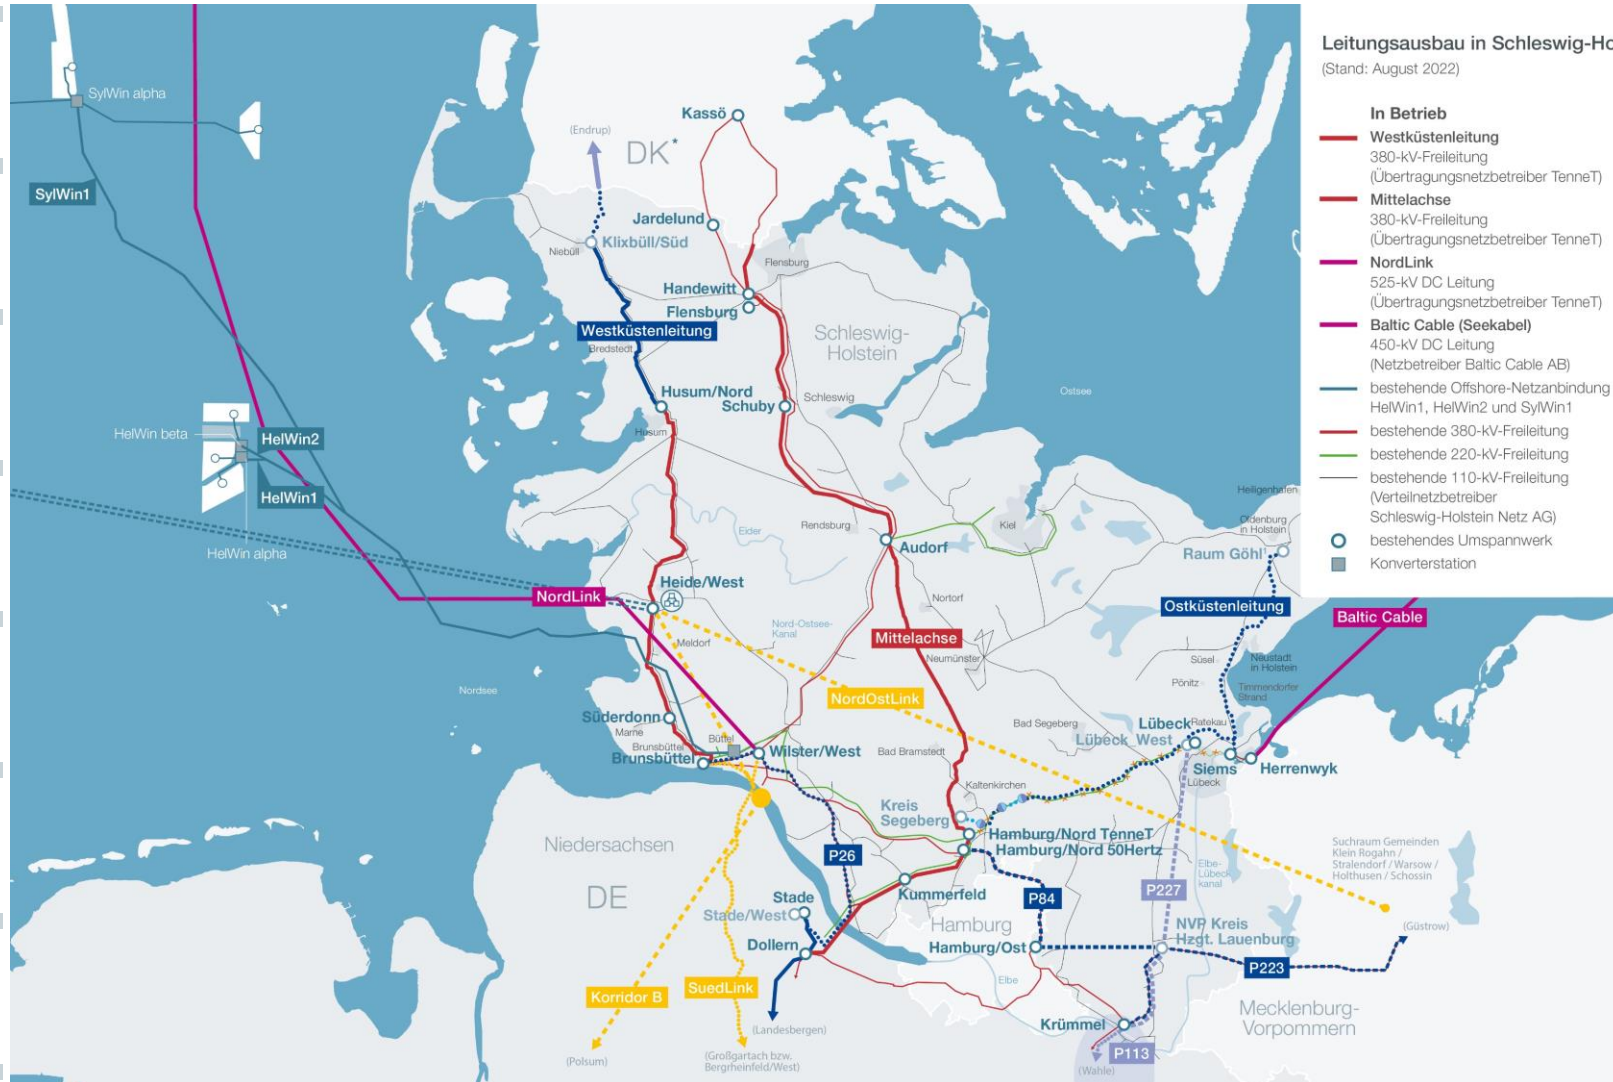 Leitungsausbau in Schleswig-Ho
(Stand: August 2022)
In Betrieb
Westküstenleitung
380-kV-Freileitung
(Übertragungsnetzbetreiber TenneT)
Mittelachse
380-kV-Freileitung
(Übertragungsnetzbetreiber TenneT)
NordLink
525-kV DC Leitung
(Übertragungsnetzbetreiber TenneT)
Baltic Cable (Seekabel)
450-kV DC Leitung
(Netzbetreiber Baltic Cable AB)
bestehende Offshore-Netzanbindung
HelWin1, HelWin2 und SylWin1
bestehende 380-kV-Freileitung
bestehende 220-kV-Freileitung
bestehende 110-kV-Freileitung
(Verteilnetzbetreiber
Schleswig-Holstein Netz AG)
bestehendes Umspannwerk
Konverterstation
SylWin alpha
SylWin1
Kassö
(Endrup)
DK*
Jardelund
Klixbüll/Süd
Niebüll
Flensburg
Handewitt
Flensburg
Westküstenleitung
Bredstedt
Schleswig-
Holstein
Ostsee
Husum/Nord
Schuby
Schleswig
Husum
HelWin beta
HelWin2
HelWin1
HelWin alpha
Rendsburg
Eider
Kiel
Audorf
Heiligenhafen
Oldenburg
in Holstein
Raum Göhl
Heide/West
NordLink
Nortorf
Ostküstenleitung
Baltic Cable
Nord-Ostsee-
Kanal
Meldorf
Mittelachse
Neumünster
Süsel
Neustadt
in Holstein
Pönitz
Timmendorfer
Strand
Nordsee
NordOstLink
Süderdonn
Marne
Bad Segeberg
Lübeck
Ratekau
Lübeck West
Brunsbüttel
Büttel
Brunsbüttel
Wilster/West
Bad Bramstedt
Siems
Herrenwyk
Lübeck
Kaltenkirchen
Kreis
Segeberg
Hamburg/Nord TenneT
Hamburg/Nord 50Hertz
Niedersachsen
DE
P26
Elbe-
Lübeck
kanal
Suchraum Gemeinden
Klein Rogahn /
Stralendorf / Warsow /
Holthusen / Schossin
Kummerfeld
P84
P227
Stade
Stade/West
Hamburg
NVP Kreis
Hzgt. Lauenburg
(Güstrow)
Dollern
Hamburg/Ost
P223
Korridor B
SuedLink
Elbe
Mecklenburg-
Vorpommern
(Landesbergen)
Krümmel
P113
(Polsum)
(Großgartach bzw.
Bergrheinfeld/West)
(Wahle)